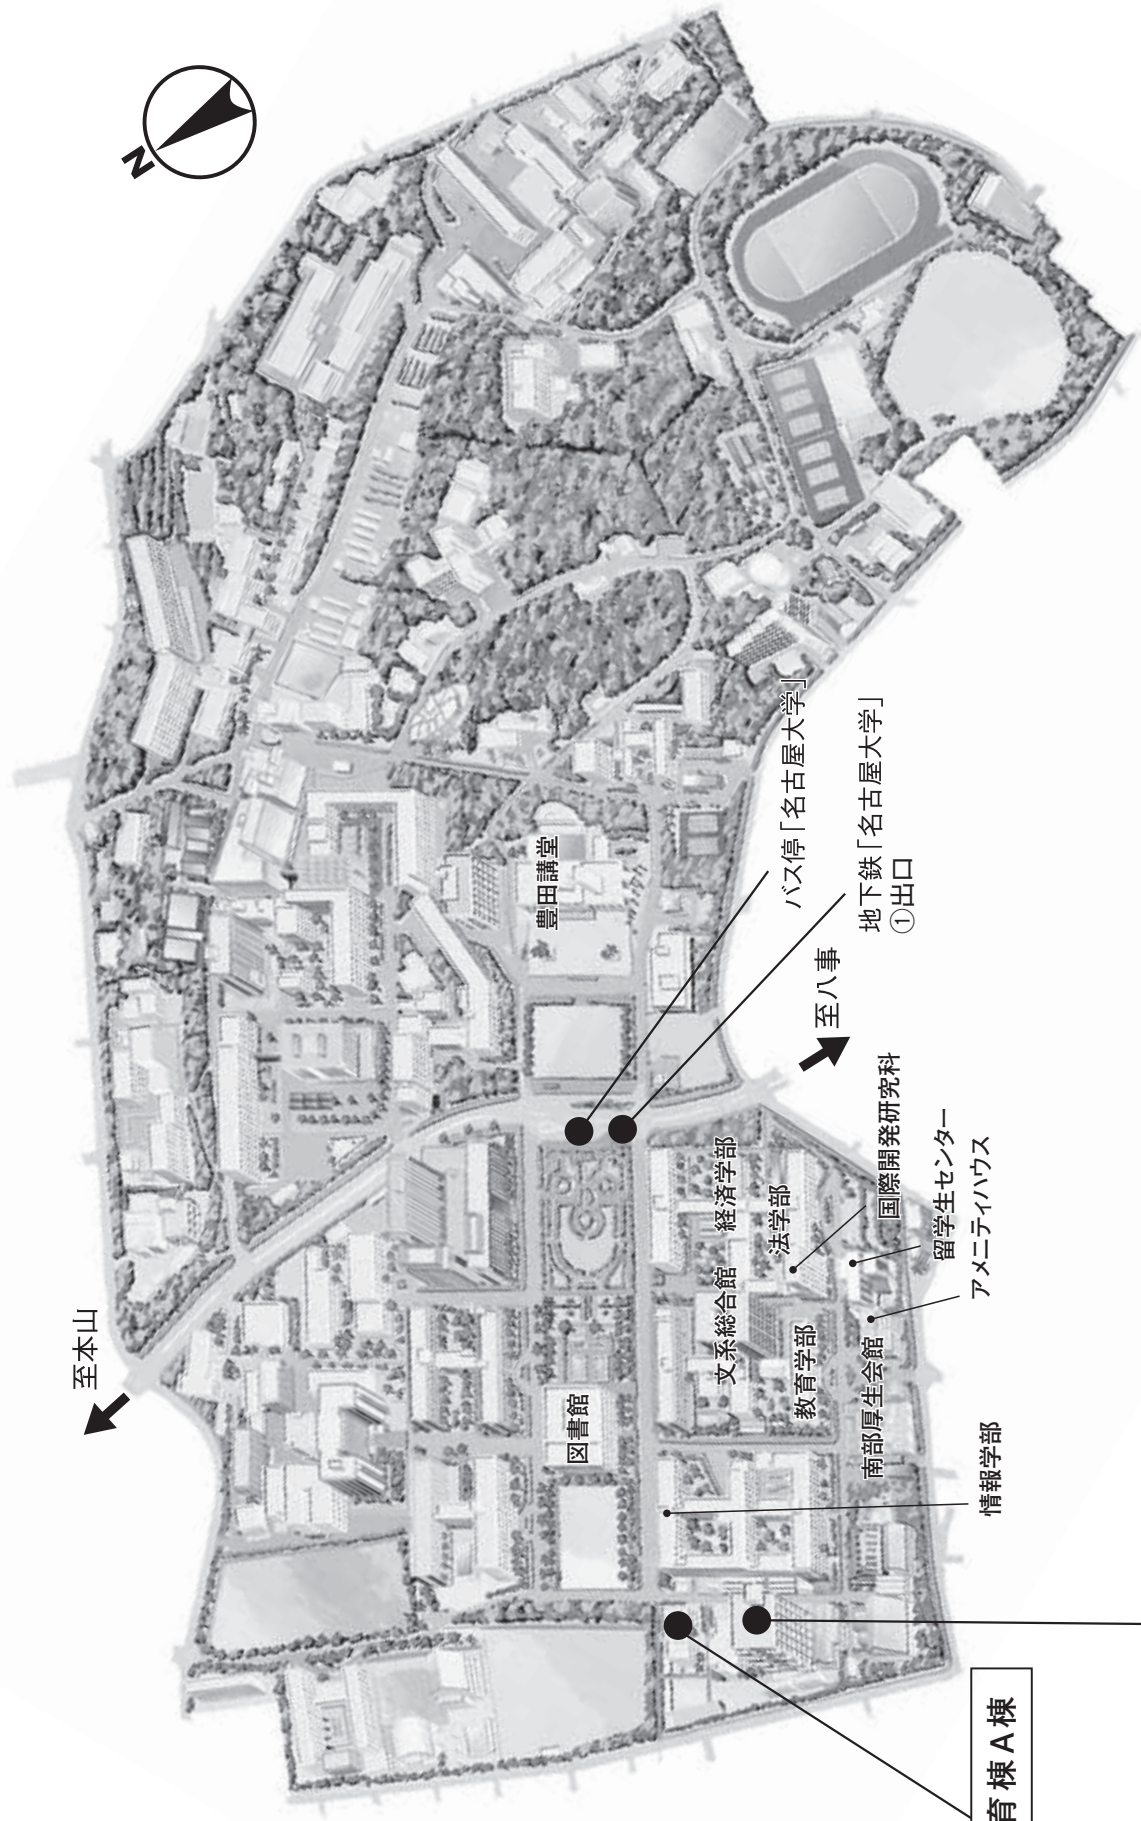 N
至本山
豊田講堂
バス停「名古屋大学」
地下鉄「名古屋大学」
①出口
至八事
国際開発研究科
留学生センター
アメニティハウス
経済学部
法学部
文系総合館
教育学部
南部厚生会館
図書館
情報学部
育棟A棟